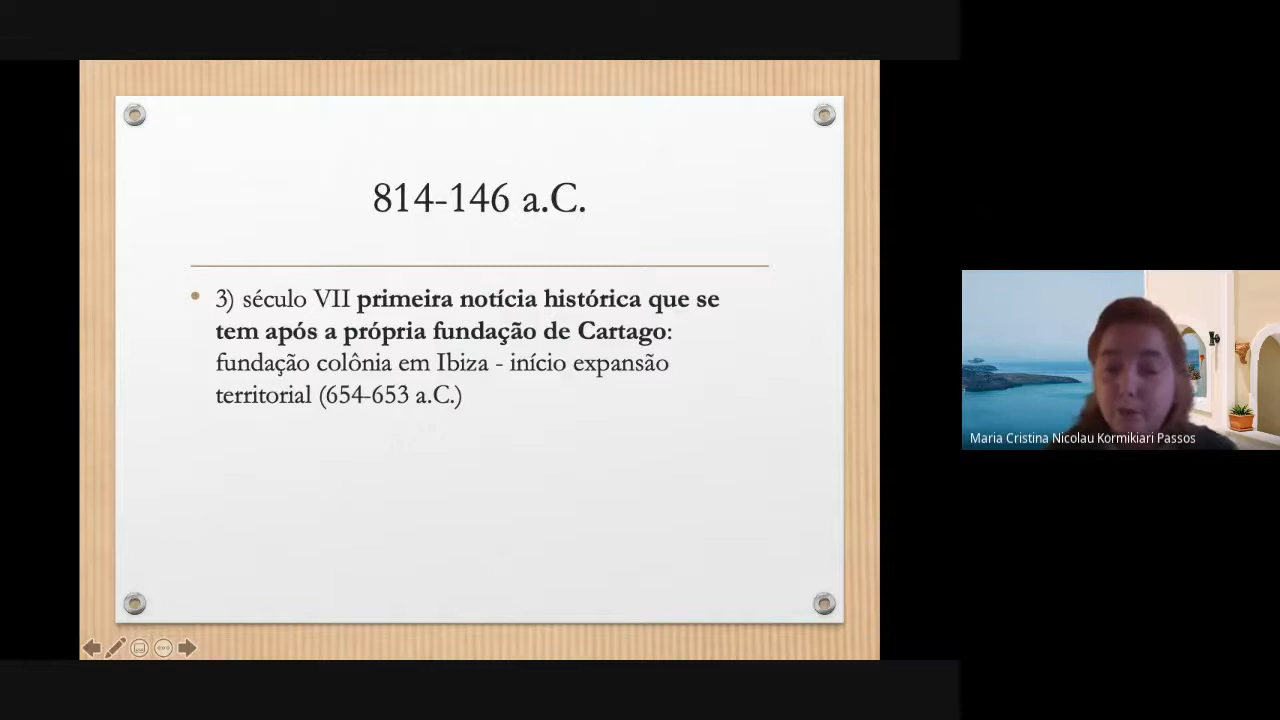 814-146 a.C.
3) século VII primeira notícia histórica que se
tem após a própria fundação de Cartago:
fundação colônia em Ibiza - início expansão
territorial (654-653 a.C.)
Maria Cristina Nicolau Kormikiari Passos